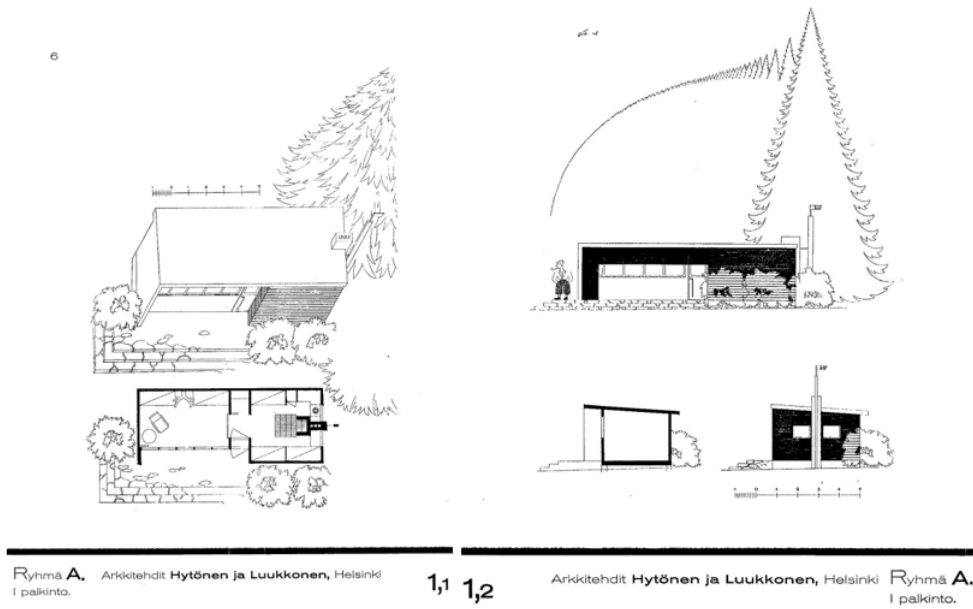 6
Ryhmä A. Arkkitehdit Hytönen ja Luukkonen, Helsinki 1,1
I palkinto.
1,2 Arkkitehdit Hytönen ja Luukkonen, Helsinki Ryhmä A.
I palkinto.